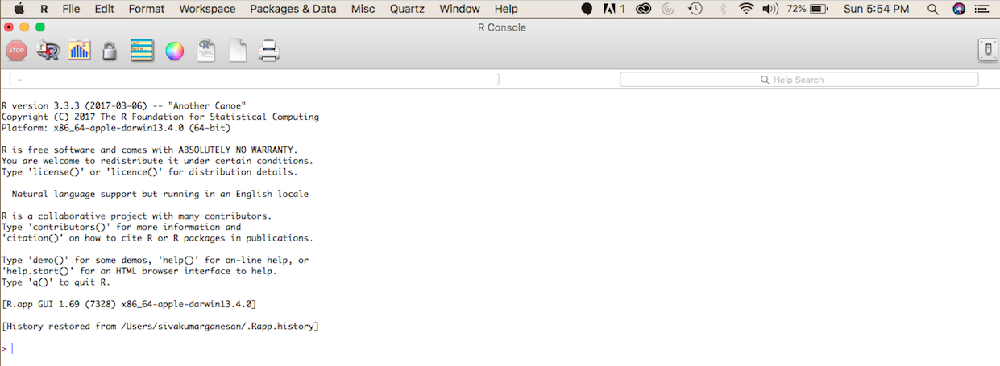 R File Edit Format Workspace Packages & Data Misc Quartz Window Help 1 72% Sun 5:54 PM
R Console
STOP
~ Help Search
R version 3.3.3 (2017-03-06) -- "Another Canoe"
Copyright (C) 2017 The R Foundation for Statistical Computing
Platform: x86_64-apple-darwin13.4.0 (64-bit)
R is free software and comes with ABSOLUTELY NO WARRANTY.
You are welcome to redistribute it under certain conditions.
Type 'license()' or 'licence()' for distribution details.
Natural language support but running in an English locale
R is a collaborative project with many contributors.
Type 'contributors()' for more information and
'citation()' on how to cite R or R packages in publications.
Type 'demo()' for some demos, 'help()' for on-line help, or
'help.start()' for an HTML browser interface to help.
Type 'q()' to quit R.
[R.app GUI 1.69 (7328) x86_64-apple-darwin13.4.0]
[History restored from /Users/sivakumarganesan/.Rapp.history]
>